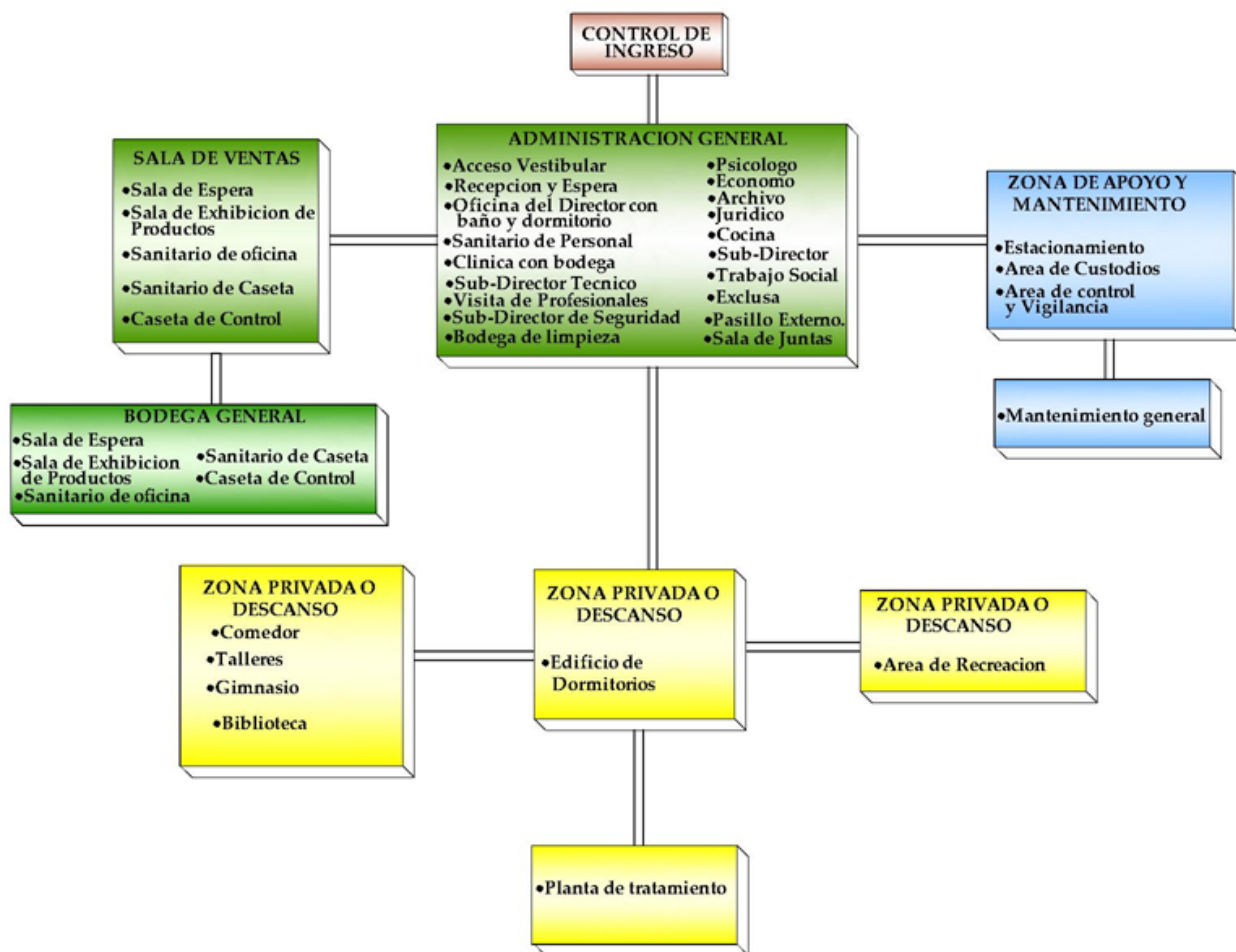 CONTROL DE
INGRESO
ADMINISTRACION GENERAL
•Acceso Vestibular
•Recepcion y Espera
•Oficina del Director con
baño y dormitorio
•Sanitario de Personal
•Clinica con bodega
•Sub-Director Tecnico
•Visita de Profesionales
•Sub-Director de Seguridad
•Bodega de limpieza
•Psicologo
•Economo
•Archivo
•Juridico
•Cocina
•Sub-Director
•Trabajo Social
•Exclusa
•Pasillo Externo.
•Sala de Juntas
SALA DE VENTAS
•Sala de Espera
•Sala de Exhibicion de
Productos
•Sanitario de oficina
•Sanitario de Caseta
•Caseta de Control
ZONA DE APOYO Y
MANTENIMIENTO
•Estacionamiento
•Area de Custodios
•Area de control
y Vigilancia
BODEGA GENERAL
•Sala de Espera
•Sala de Exhibicion
de Productos
•Sanitario de oficina
•Sanitario de Caseta
•Caseta de Control
•Mantenimiento general
ZONA PRIVADA O
DESCANSO
•Comedor
•Talleres
•Gimnasio
•Biblioteca
ZONA PRIVADA O
DESCANSO
•Edificio de
Dormitorios
ZONA PRIVADA O
DESCANSO
•Area de Recreacion
•Planta de tratamiento